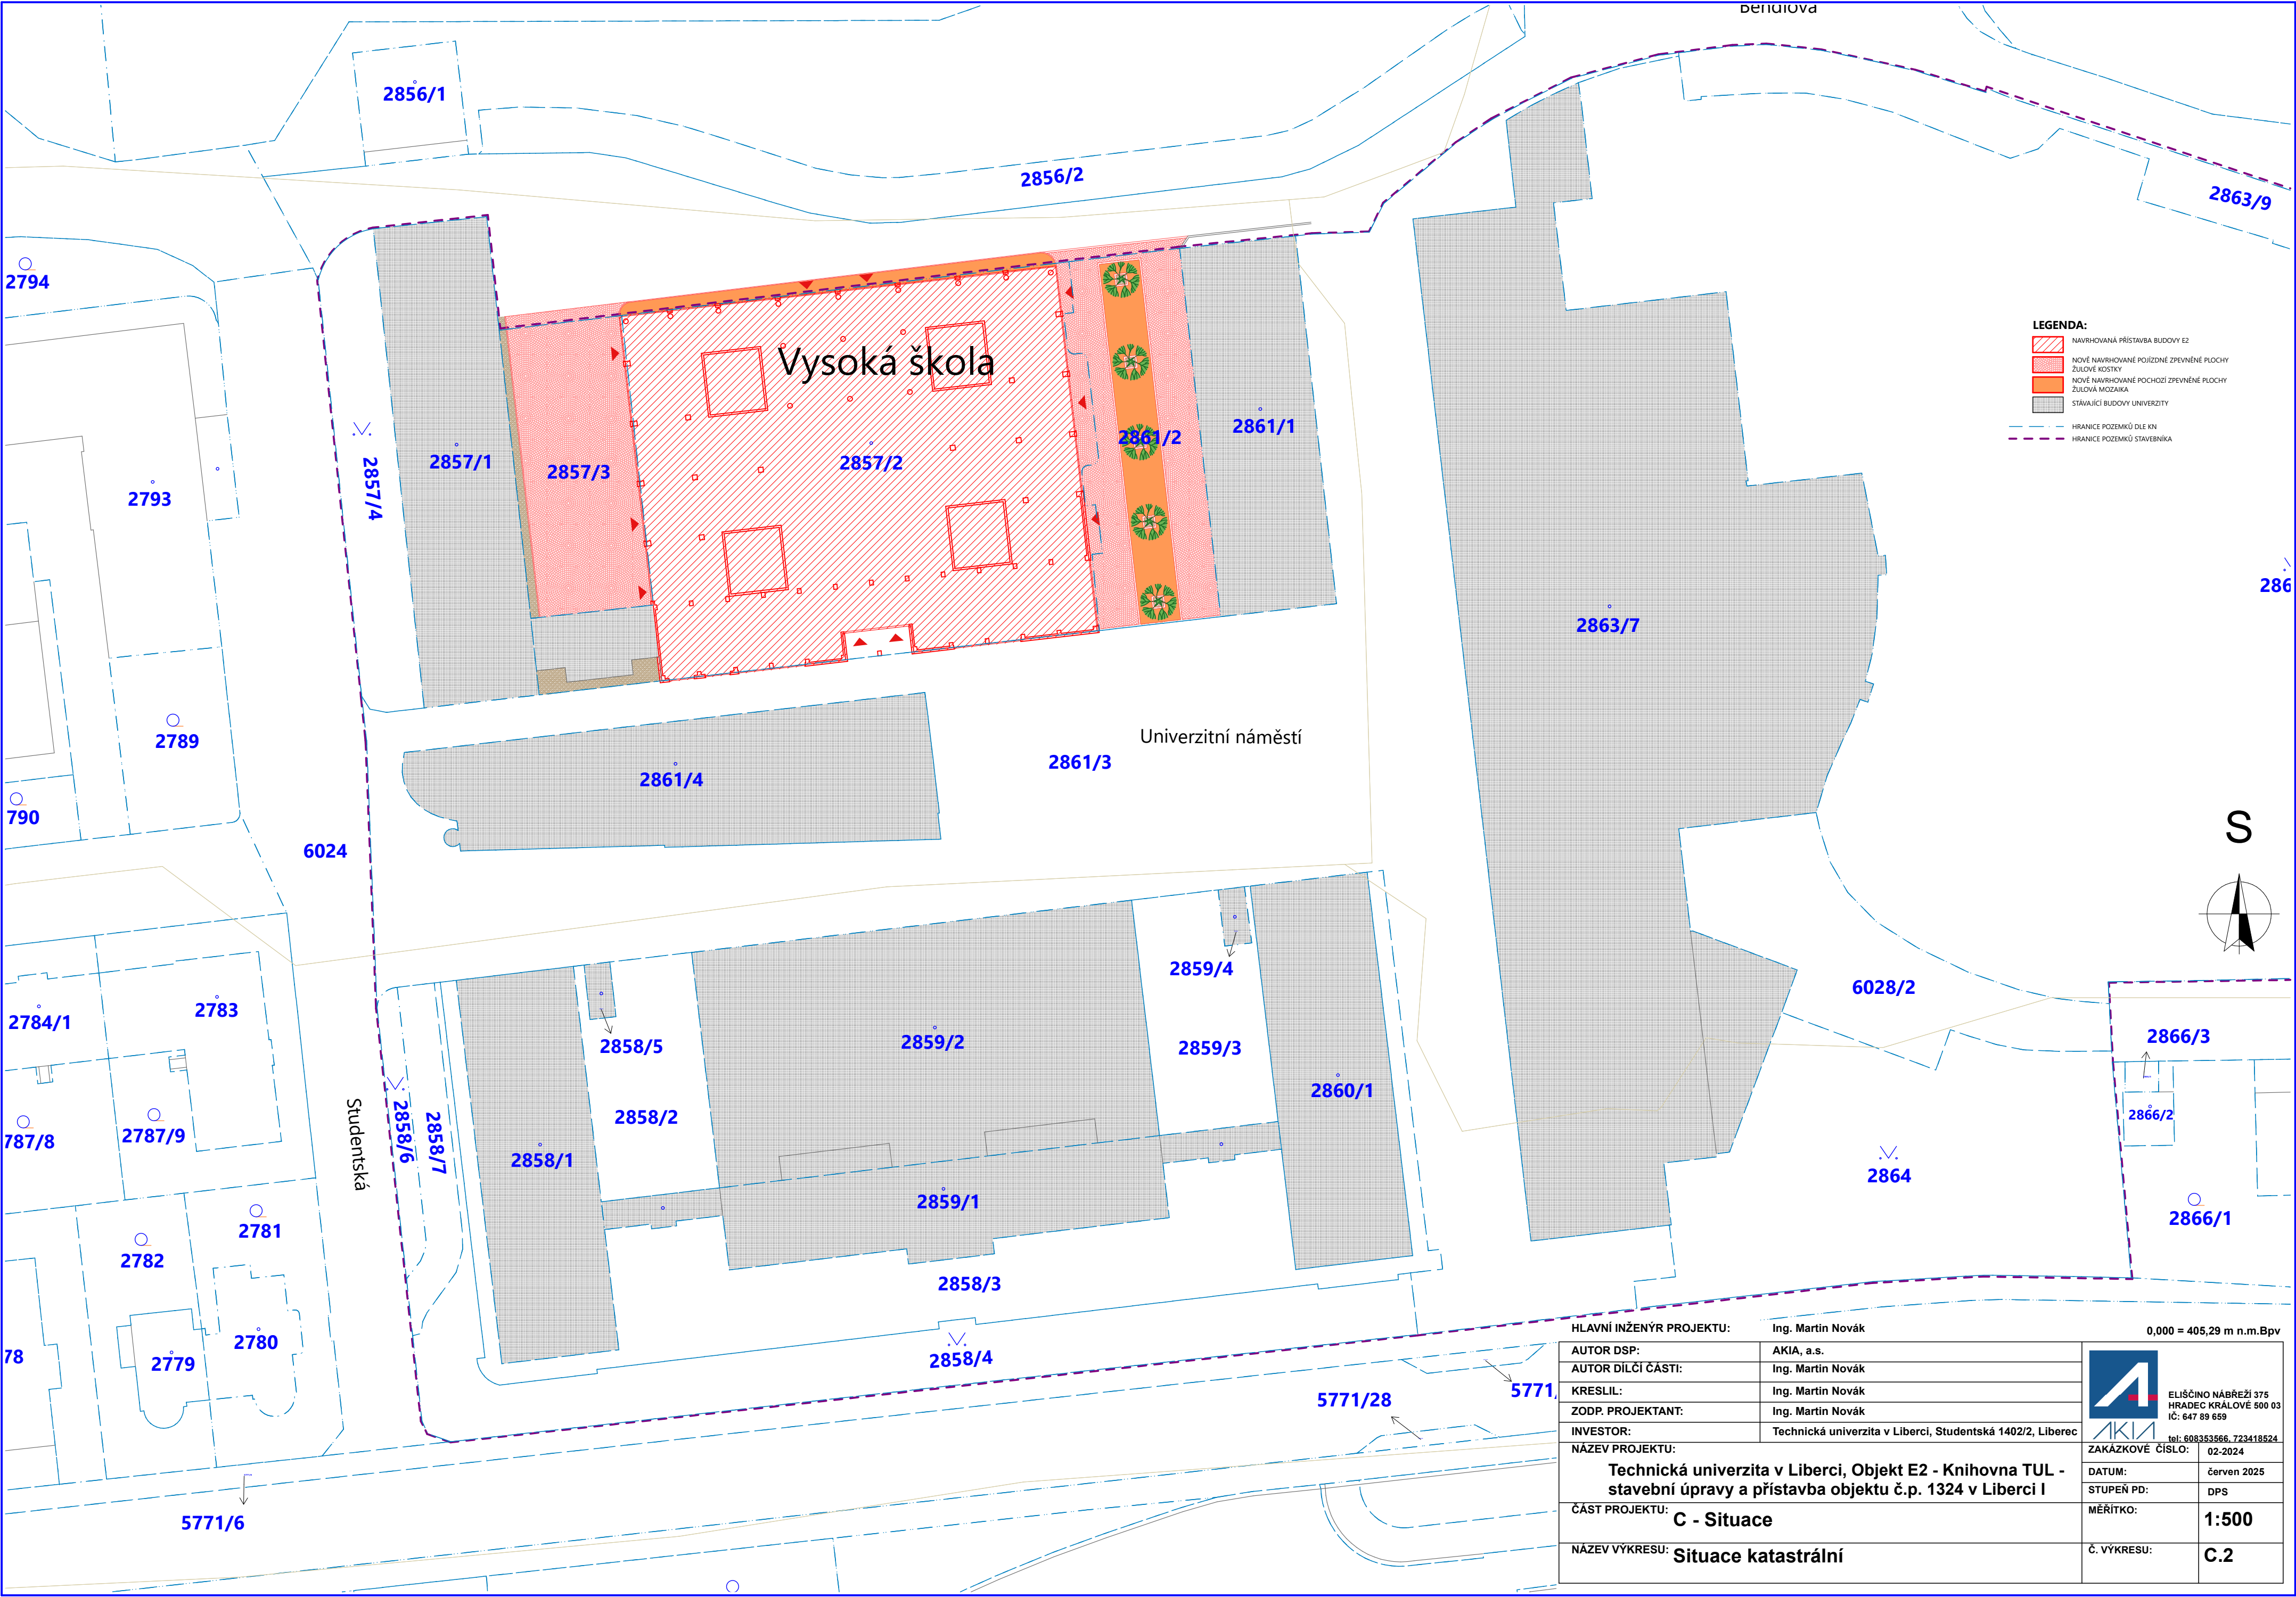 Bendlova
2856/1
2856/2
2863/9
2794
Vysoká škola
LEGENDA:
NAVRHOVANÁ PŘÍSTAVBA BUDOVY E2
NOVĚ NAVRHOVANÉ POJÍZDNÉ ZPEVNĚNÉ PLOCHY
ŽULOVÉ KOSTKY
NOVĚ NAVRHOVANÉ POCHOZÍ ZPEVNĚNÉ PLOCHY
ŽULOVÁ MOZAIKA
STÁVAJÍCÍ BUDOVY UNIVERZITY
HRANICE POZEMKŮ DLE KN
HRANICE POZEMKŮ STAVEBNÍKA
2857/1
2857/3
2857/2
2861/2
2861/1
2857/4
2793
286
2863/7
2789
Univerzitní náměstí
2861/4
2861/3
790
6024
S
2859/4
6028/2
2784/1
2783
2858/5
2859/2
2859/3
2866/3
2860/1
2858/2
2866/2
787/8
2787/9
Studentská
2858/6
2858/7
2858/1
2859/1
2864
2866/1
2781
2782
2858/3
78
2779
2780
2858/4
5771/28
5771/
5771/6
HLAVNÍ INŽENÝR PROJEKTU: Ing. Martin Novák
0,000 = 405,29 m n.m.Bpv
AUTOR DSP: AKIA, a.s.
AUTOR DÍLČÍ ČÁSTI: Ing. Martin Novák
KRESLIL: Ing. Martin Novák
ZODP. PROJEKTANT: Ing. Martin Novák
INVESTOR: Technická univerzita v Liberci, Studentská 1402/2, Liberec
AKIA
ELIŠČINO NÁBŘEŽÍ 375
HRADEC KRÁLOVÉ 500 03
IČ: 647 89 659
tel: 608353566, 723418524
NÁZEV PROJEKTU:
Technická univerzita v Liberci, Objekt E2 - Knihovna TUL -
stavební úpravy a přístavba objektu č.p. 1324 v Liberci I
ZAKÁZKOVÉ ČÍSLO: 02-2024
DATUM: červen 2025
STUPEŇ PD: DPS
ČÁST PROJEKTU: C - Situace
MĚŘÍTKO: 1:500
NÁZEV VÝKRESU: Situace katastrální
Č. VÝKRESU: C.2